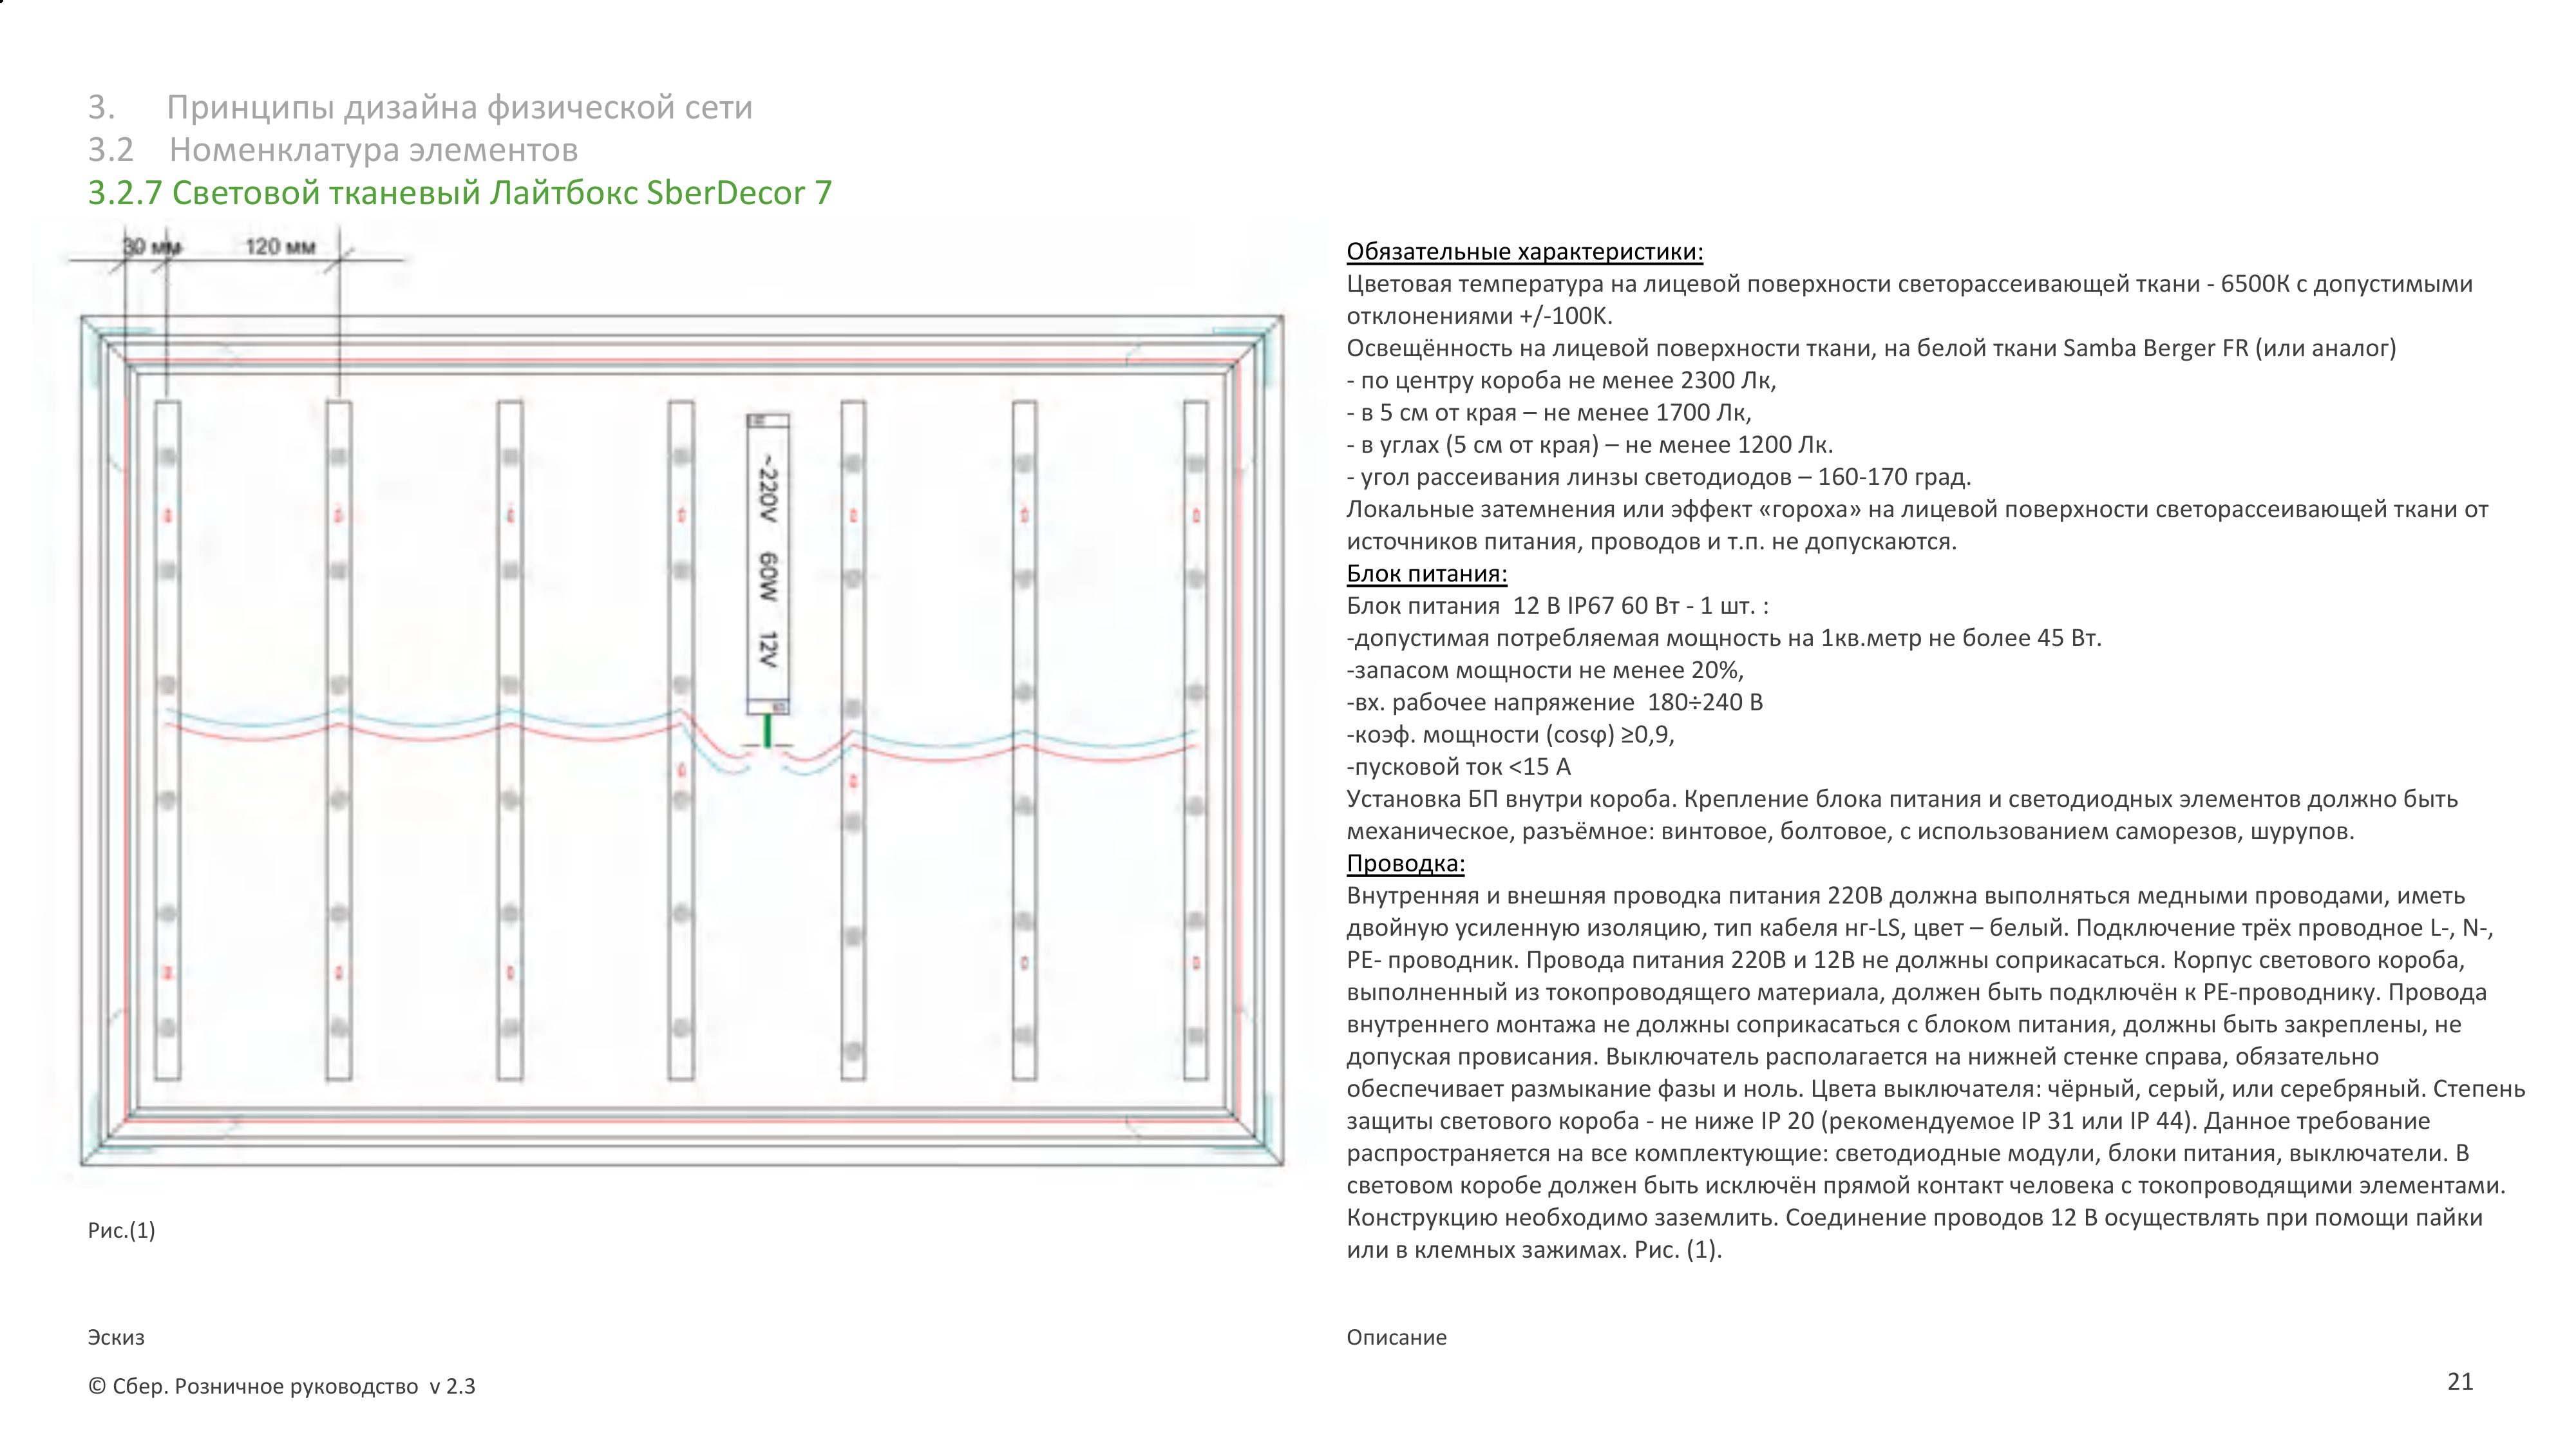 3. Принципы дизайна физической сети
3.2 Номенклатура элементов
3.2.7 Световой тканевый Лайтбокс SberDecor 7
30 мм 120 мм
~220V 60W 12V
Рис.(1)
Эскиз
Обязательные характеристики:
Цветовая температура на лицевой поверхности светорассеивающей ткани - 6500К с допустимыми
отклонениями +/-100К.
Освещённость на лицевой поверхности ткани, на белой ткани Samba Berger FR (или аналог)
- по центру короба не менее 2300 Лк,
- в 5 см от края – не менее 1700 Лк,
- в углах (5 см от края) – не менее 1200 Лк.
- угол рассеивания линзы светодиодов – 160-170 град.
Локальные затемнения или эффект «гороха» на лицевой поверхности светорассеивающей ткани от
источников питания, проводов и т.п. не допускаются.
Блок питания:
Блок питания 12 В IP67 60 Вт - 1 шт. :
-допустимая потребляемая мощность на 1кв.метр не более 45 Вт.
-запасом мощности не менее 20%,
-вх. рабочее напряжение 180÷240 В
-коэф. мощности (cosφ) ≥0,9,
-пусковой ток <15 А
Установка БП внутри короба. Крепление блока питания и светодиодных элементов должно быть
механическое, разъёмное: винтовое, болтовое, с использованием саморезов, шурупов.
Проводка:
Внутренняя и внешняя проводка питания 220В должна выполняться медными проводами, иметь
двойную усиленную изоляцию, тип кабеля нг-LS, цвет – белый. Подключение трёх проводное L-, N-,
PE- проводник. Провода питания 220В и 12В не должны соприкасаться. Корпус светового короба,
выполненный из токопроводящего материала, должен быть подключён к PE-проводнику. Провода
внутреннего монтажа не должны соприкасаться с блоком питания, должны быть закреплены, не
допуская провисания. Выключатель располагается на нижней стенке справа, обязательно
обеспечивает размыкание фазы и ноль. Цвета выключателя: чёрный, серый, или серебряный. Степень
защиты светового короба - не ниже IP 20 (рекомендуемое IP 31 или IP 44). Данное требование
распространяется на все комплектующие: светодиодные модули, блоки питания, выключатели. В
световом коробе должен быть исключён прямой контакт человека с токопроводящими элементами.
Конструкцию необходимо заземлить. Соединение проводов 12 В осуществлять при помощи пайки
или в клемных зажимах. Рис. (1).
Описание
© Сбер. Розничное руководство v 2.3
21